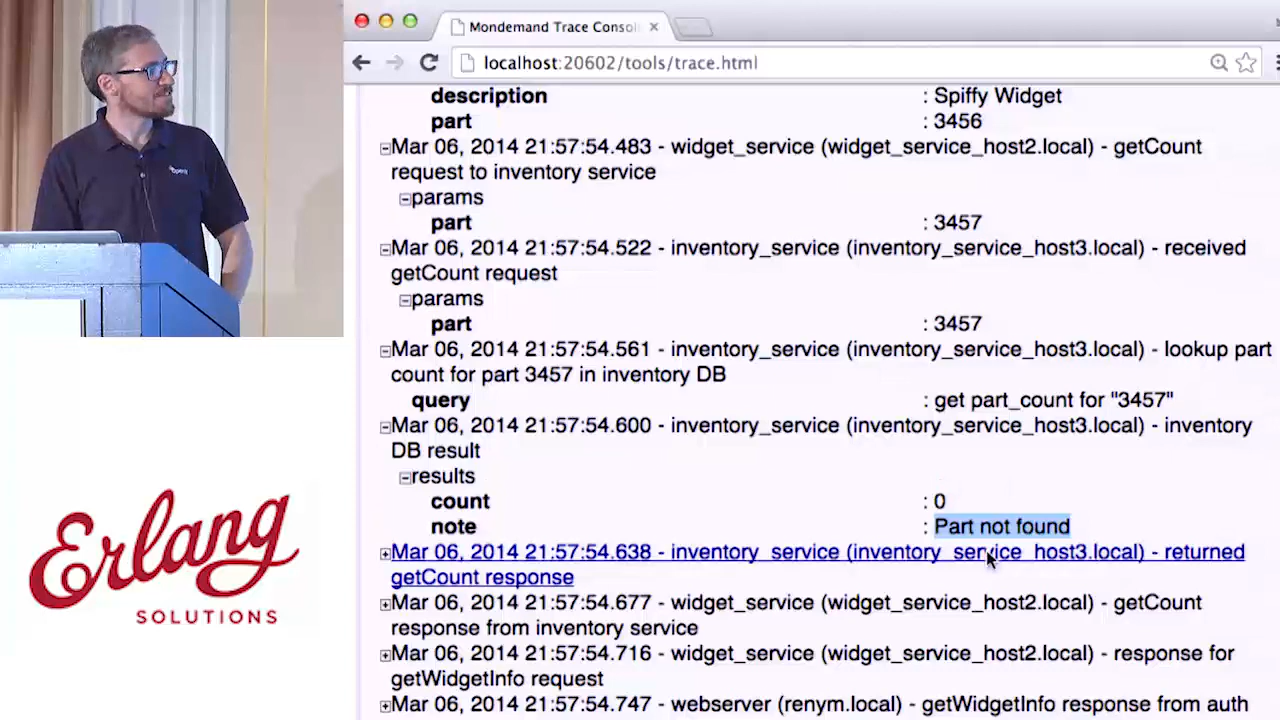 Mondemand Trace Consol
localhost:20602/tools/trace.html
description : Spiffy Widget
part : 3456
Mar 06, 2014 21:57:54.483 - widget_service (widget_service_host2.local) - getCount
request to inventory service
params
part : 3457
Mar 06, 2014 21:57:54.522 - inventory_service (inventory_service_host3.local) - received
getCount request
params
part : 3457
Mar 06, 2014 21:57:54.561 - inventory_service (inventory_service_host3.local) - lookup part
count for part 3457 in inventory DB
query : get part_count for "3457"
Mar 06, 2014 21:57:54.600 - inventory_service (inventory_service_host3.local) - inventory
DB result
results
count : 0
note : Part not found
Mar 06, 2014 21:57:54.638 - inventory_service (inventory_service_host3.local) - returned
getCount response
Mar 06, 2014 21:57:54.677 - widget_service (widget_service_host2.local) - getCount
response from inventory service
Mar 06, 2014 21:57:54.716 - widget_service (widget_service_host2.local) - response for
getWidgetInfo request
Mar 06, 2014 21:57:54.747 - webserver (renym.local) - getWidgetInfo response from auth
OpenX
Erlang
SOLUTIONS